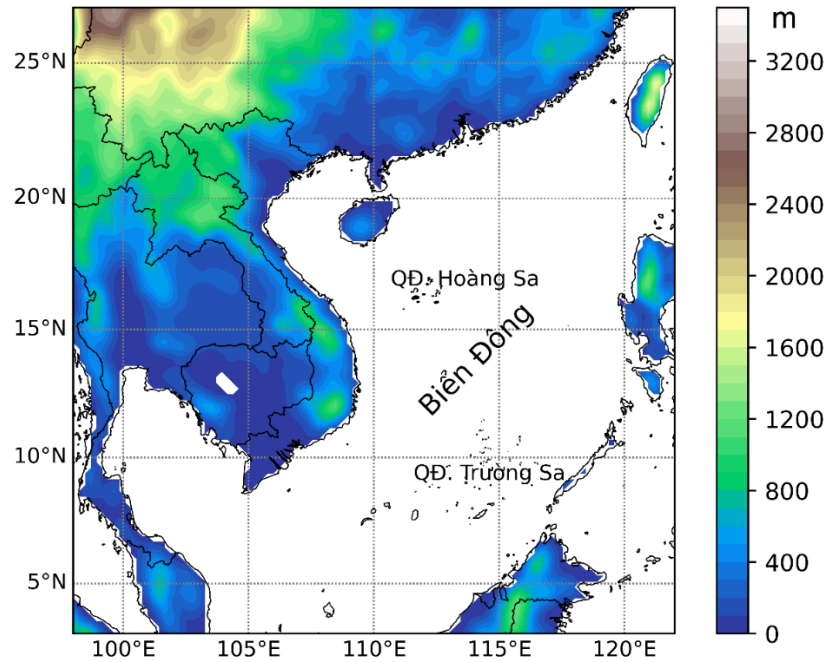 m
25°N
20°N
15°N
10°N
5°N
100°E
105°E
110°E
115°E
120°E
QĐ. Hoàng Sa
Biển Đông
QĐ. Trường Sa
3200
2800
2400
2000
1600
1200
800
400
0